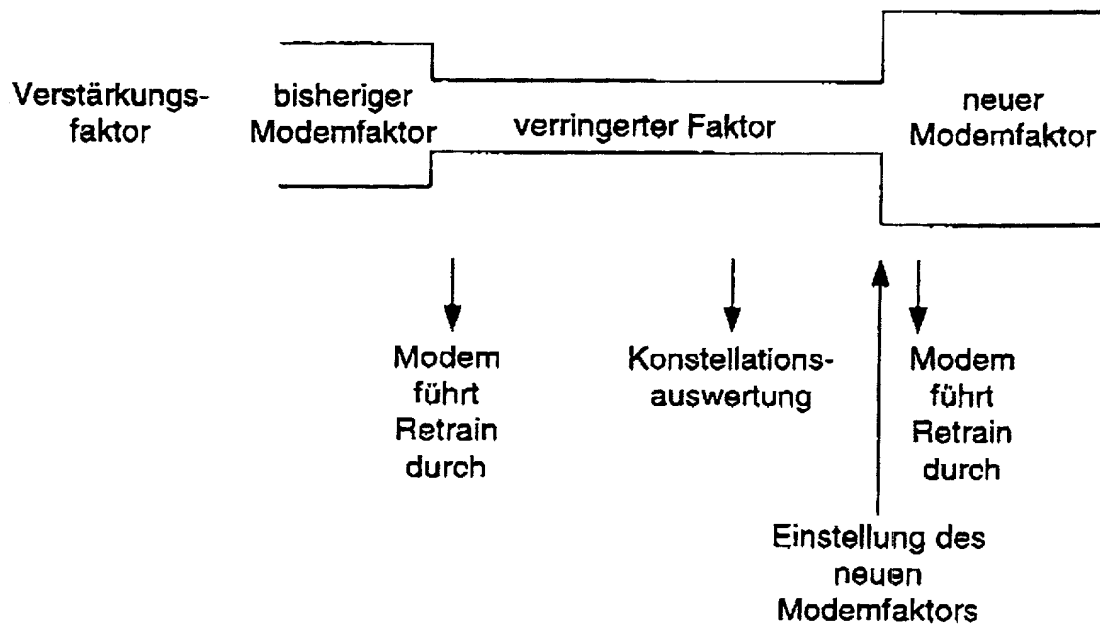 Verstärkungs-
faktor
bisheriger
Modemfaktor
verringerter Faktor
neuer
Modemfaktor
Modem
führt
Retrain
durch
Konstellations-
auswertung
Modem
führt
Retrain
durch
Einstellung des
neuen
Modemfaktors